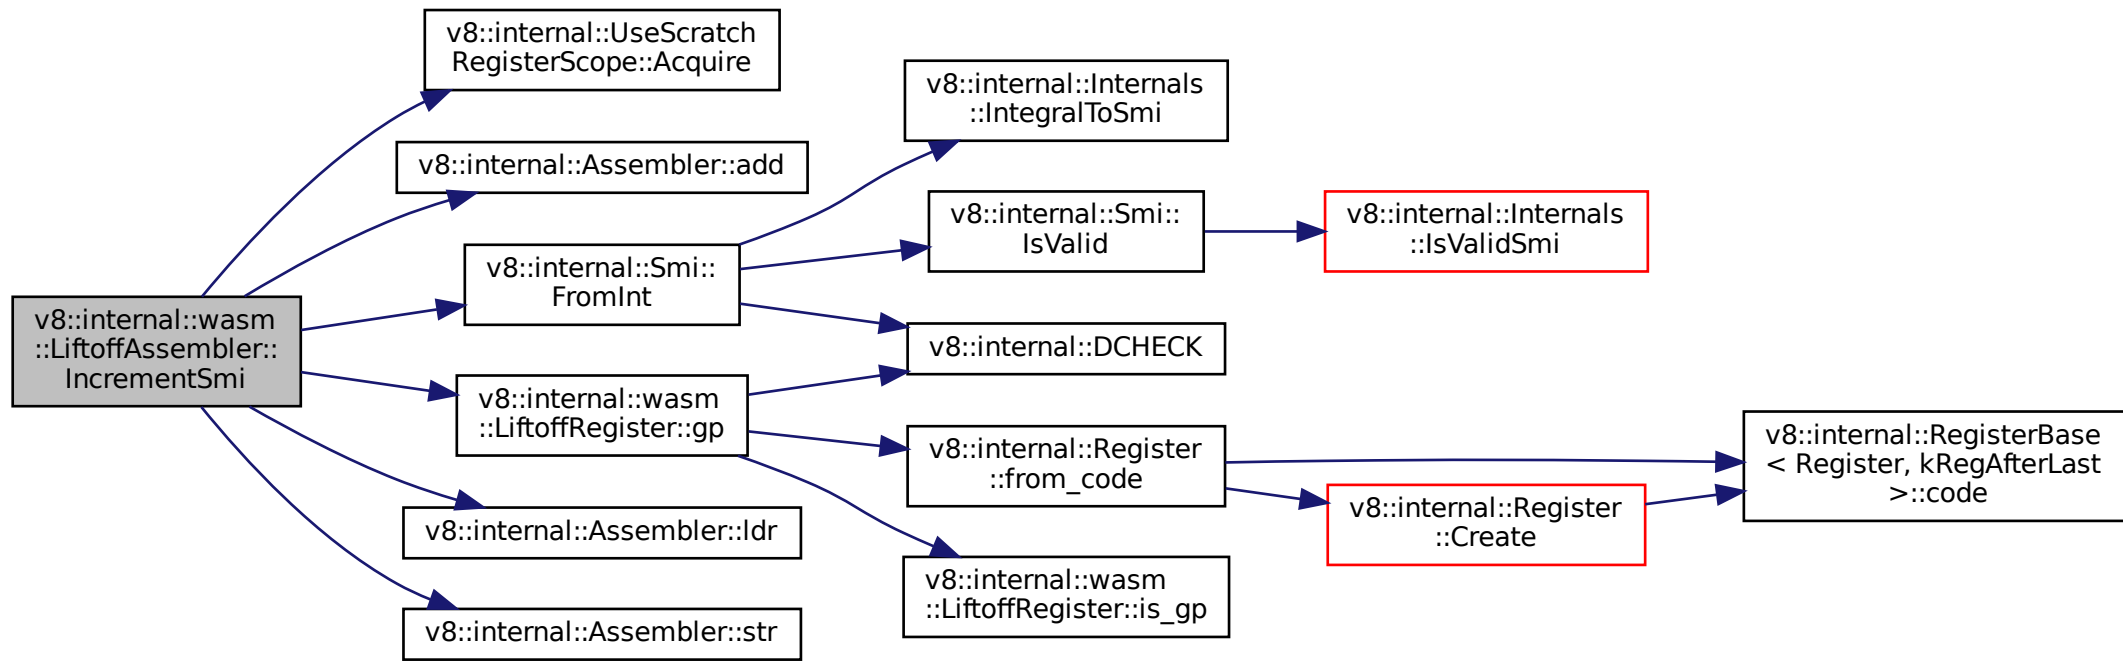 v8::internal::wasm
::LiftoffAssembler::
IncrementSmi
v8::internal::UseScratch
RegisterScope::Acquire
v8::internal::Assembler::add
v8::internal::Smi::
FromInt
v8::internal::wasm
::LiftoffRegister::gp
v8::internal::Assembler::ldr
v8::internal::Assembler::str
v8::internal::Internals
::IntegralToSmi
v8::internal::Smi::
IsValid
v8::internal::DCHECK
v8::internal::Register
::from_code
v8::internal::wasm
::LiftoffRegister::is_gp
v8::internal::Internals
::IsValidSmi
v8::internal::Register
::Create
v8::internal::RegisterBase
< Register, kRegAfterLast
>::code